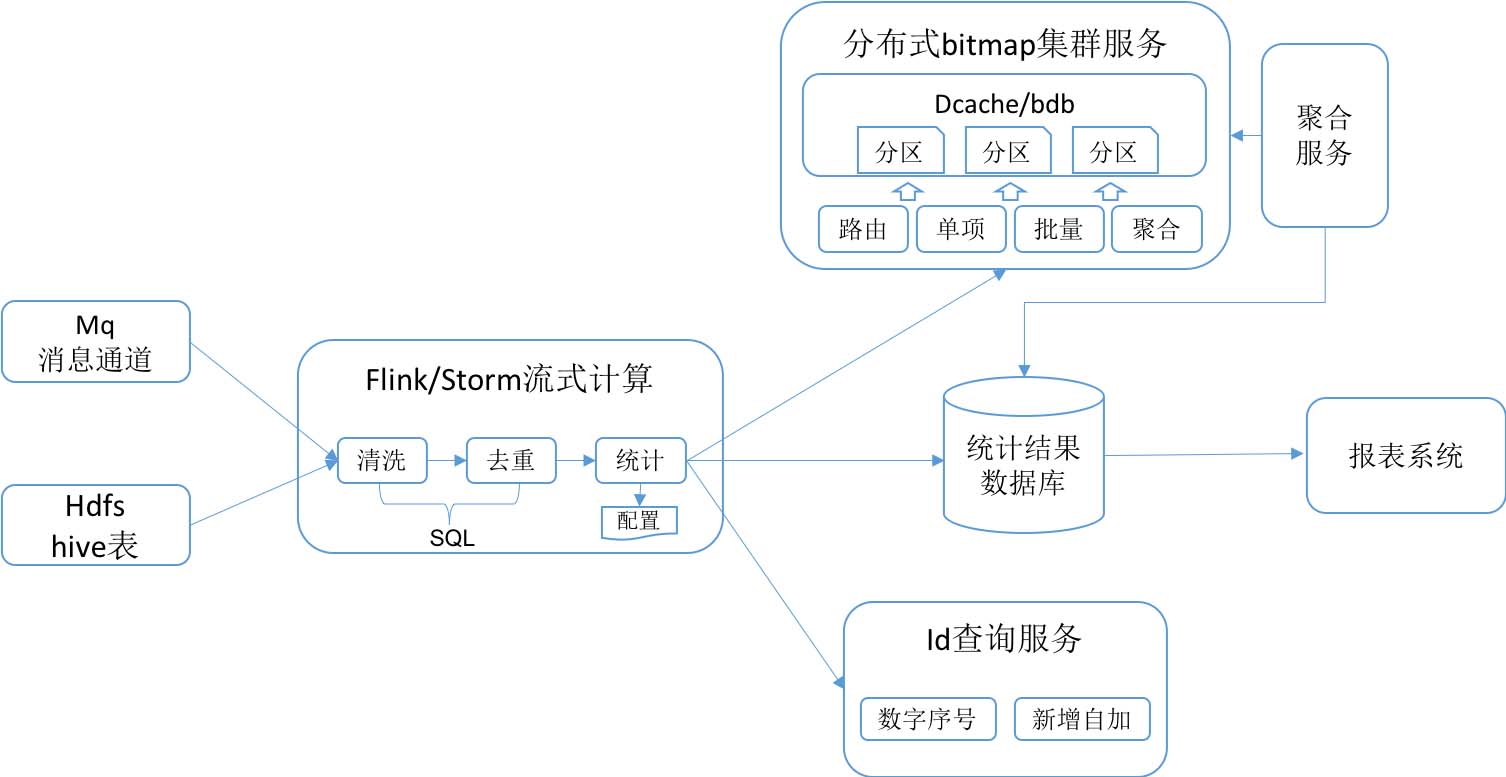 分布式bitmap集群服务
Dcache/bdb
分区
分区
分区
路由
单项
批量
聚合
聚合
服务
Mq
消息通道
Hdfs
hive表
Flink/Storm流式计算
清洗
去重
统计
SQL
配置
统计结果
数据库
报表系统
Id查询服务
数字序号
新增自加